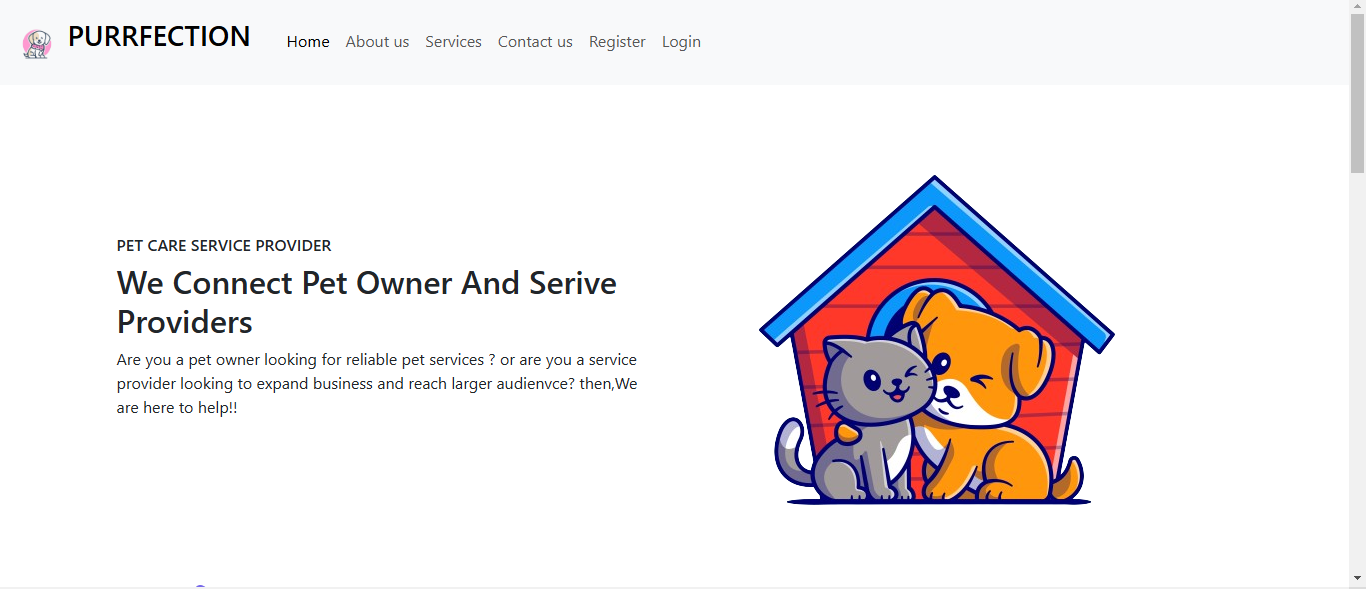 PURRFECTION
Home About us Services Contact us Register Login
PET CARE SERVICE PROVIDER
We Connect Pet Owner And Serive
Providers
Are you a pet owner looking for reliable pet services ? or are you a service
provider looking to expand business and reach larger audienvce? then,We
are here to help!!